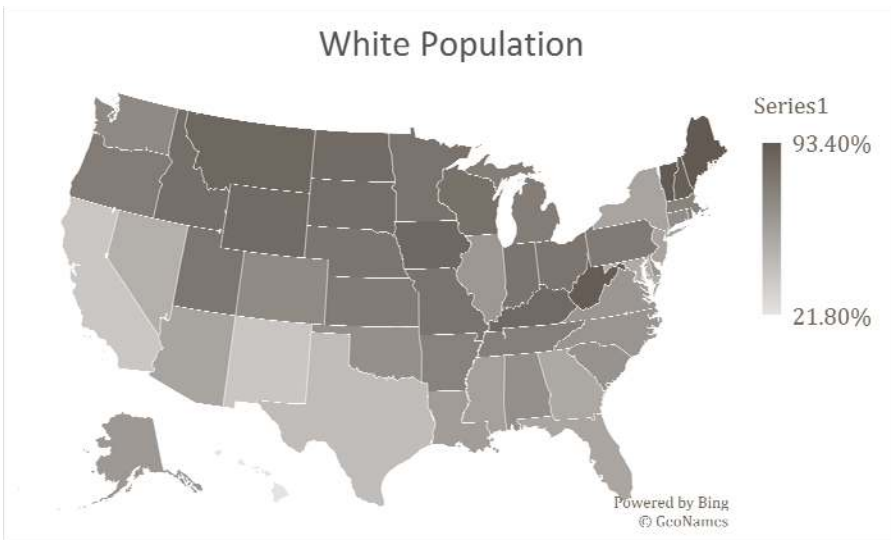 White Population
Series1
93.40%
21.80%
Powered by Bing
© GeoNames